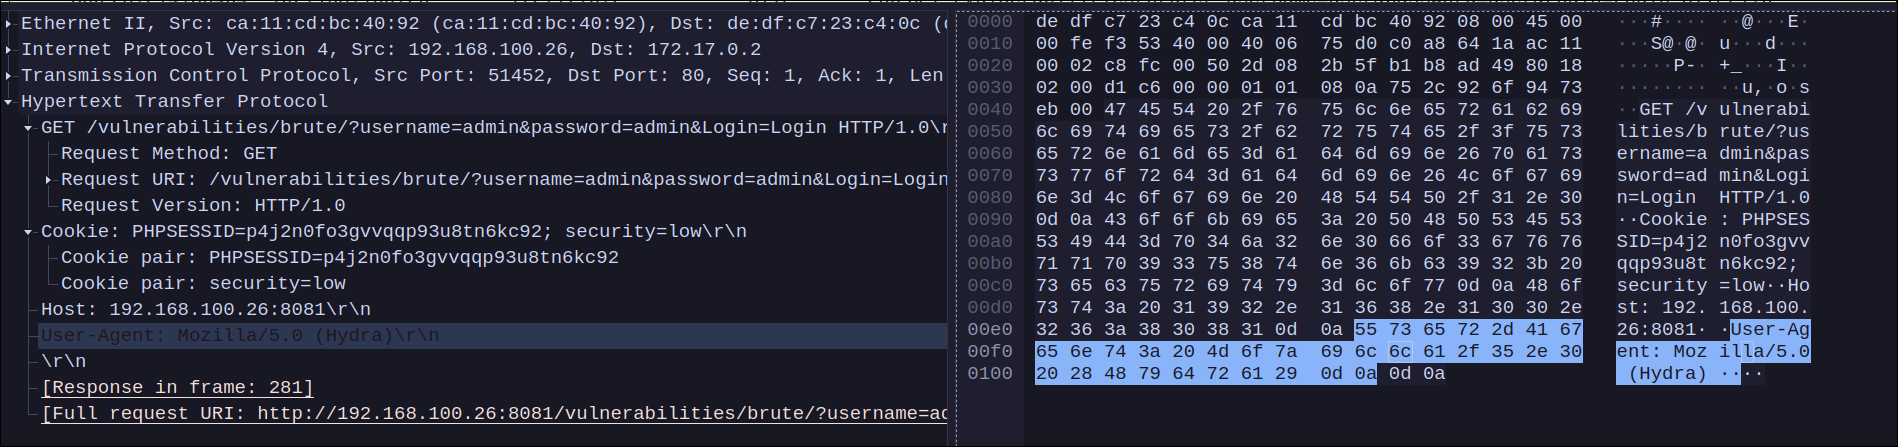 Ethernet II, Src: ca:11:cd:bc:40:92 (ca:11:cd:bc:40:92), Dst: de:df:c7:23:c4:0c
Internet Protocol Version 4, Src: 192.168.100.26, Dst: 172.17.0.2
Transmission Control Protocol, Src Port: 51452, Dst Port: 80, Seq: 1, Ack: 1, Len
Hypertext Transfer Protocol
GET /vulnerabilities/brute/?username=admin&password=admin&Login=Login HTTP/1.0\r
Request Method: GET
Request URI: /vulnerabilities/brute/?username=admin&password=admin&Login=Login
Request Version: HTTP/1.0
Cookie: PHPSESSID=p4j2n0fo3gvvqqp93u8tn6kc92; security=low\r\n
Cookie pair: PHPSESSID=p4j2n0fo3gvvqqp93u8tn6kc92
Cookie pair: security=low
Host: 192.168.100.26:8081\r\n
User-Agent: Mozilla/5.0 (Hydra)\r\n
\r\n
[Response in frame: 281]
[Full request URI: http://192.168.100.26:8081/vulnerabilities/brute/?username=ad
0000 de df c7 23 c4 0c ca 11 cd bc 40 92 08 00 45 00 ···#···· ··@···E·
0010 00 fe f3 53 40 00 40 06 75 d0 c0 a8 64 1a ac 11 ···S@·@· u···d···
0020 00 02 c8 fc 00 50 2d 08 2b 5f b1 b8 ad 49 80 18 ·····P-· +_···I··
0030 02 00 d1 c6 00 00 01 01 08 0a 75 2c 92 6f 94 73 ········ ··u,·o·s
0040 eb 00 47 45 54 20 2f 76 75 6c 6e 65 72 61 62 69 ··GET /v ulnerabi
0050 6c 69 74 69 65 73 2f 62 72 75 74 65 2f 3f 75 73 lities/b rute/?us
0060 65 72 6e 61 6d 65 3d 61 64 6d 69 6e 26 70 61 73 ername=a dmin&pas
0070 73 77 6f 72 64 3d 61 64 6d 69 6e 26 4c 6f 67 69 sword=ad min&Logi
0080 6e 3d 4c 6f 67 69 6e 20 48 54 54 50 2f 31 2e 30 n=Login HTTP/1.0
0090 0d 0a 43 6f 6f 6b 69 65 3a 20 50 48 50 53 45 53 ··Cookie : PHPSES
00a0 53 49 44 3d 70 34 6a 32 6e 30 66 6f 33 67 76 76 SID=p4j2 n0fo3gvv
00b0 71 71 70 39 33 75 38 74 6e 36 6b 63 39 32 3b 20 qqp93u8t n6kc92;
00c0 73 65 63 75 72 69 74 79 3d 6c 6f 77 0d 0a 48 6f security =low··Ho
00d0 73 74 3a 20 31 39 32 2e 31 36 38 2e 31 30 30 2e st: 192. 168.100.
00e0 32 36 3a 38 30 38 31 0d 0a 55 73 65 72 2d 41 67 26:8081· ·User-Ag
00f0 65 6e 74 3a 20 4d 6f 7a 69 6c 6c 61 2f 35 2e 30 ent: Moz illa/5.0
0100 20 28 48 79 64 72 61 29 0d 0a 0d 0a (Hydra) ····